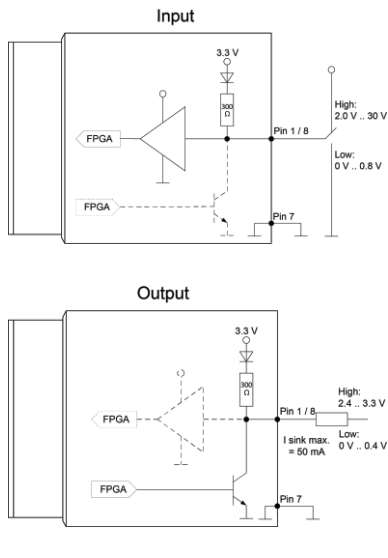 Input
3.3 V
300
Ω
High:
2.0 V .. 30 V
Pin 1 / 8
FPGA
Low:
0 V .. 0.8 V
FPGA
Pin 7
Output
3.3 V
300
Ω
High:
2.4 .. 3.3 V
Pin 1 / 8
FPGA
I sink max.
= 50 mA
Low:
0 V .. 0.4 V
FPGA
Pin 7